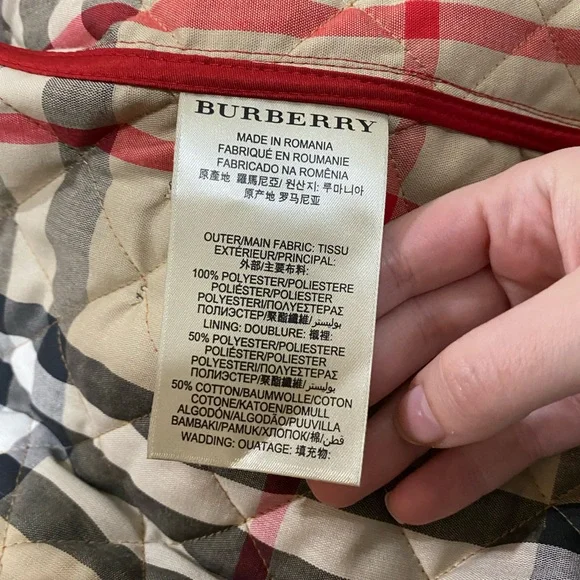 BURBERRY
MADE IN ROMANIA
FABRIQUÉ EN ROUMANIE
FABRICADO NA ROMÊNIA
原產地 羅馬尼亞/ 원산지: 루마니아
原产地 罗马尼亚
OUTER/MAIN FABRIC: TISSU
EXTÉRIEUR/PRINCIPAL:
外部/主要布料:
100% POLYESTER/POLIESTERE
POLIÉSTER/POLIESTER
POLYESTERI/ΠΟΛΥΕΣΤΕΡΑΣ
ПОЛИЭСТЕР/聚酯纖維/بوليستر
LINING: DOUBLURE: 襯裡:
50% POLYESTER/POLIESTERE
POLIÉSTER/POLIESTER
POLYESTERI/ΠΟΛΥΕΣΤΕΡΑΣ
ПОЛИЭСТЕР/聚酯纖維/بوليستر
50% COTTON/BAUMWOLLE/COTON
COTONE/KATOEN/BOMULL
ALGODÓN/ALGODÃO/PUUVILLA
BAMBAKI/PAMUK/ХЛОПОК/棉/قطن
WADDING: OUATAGE: 填充物: